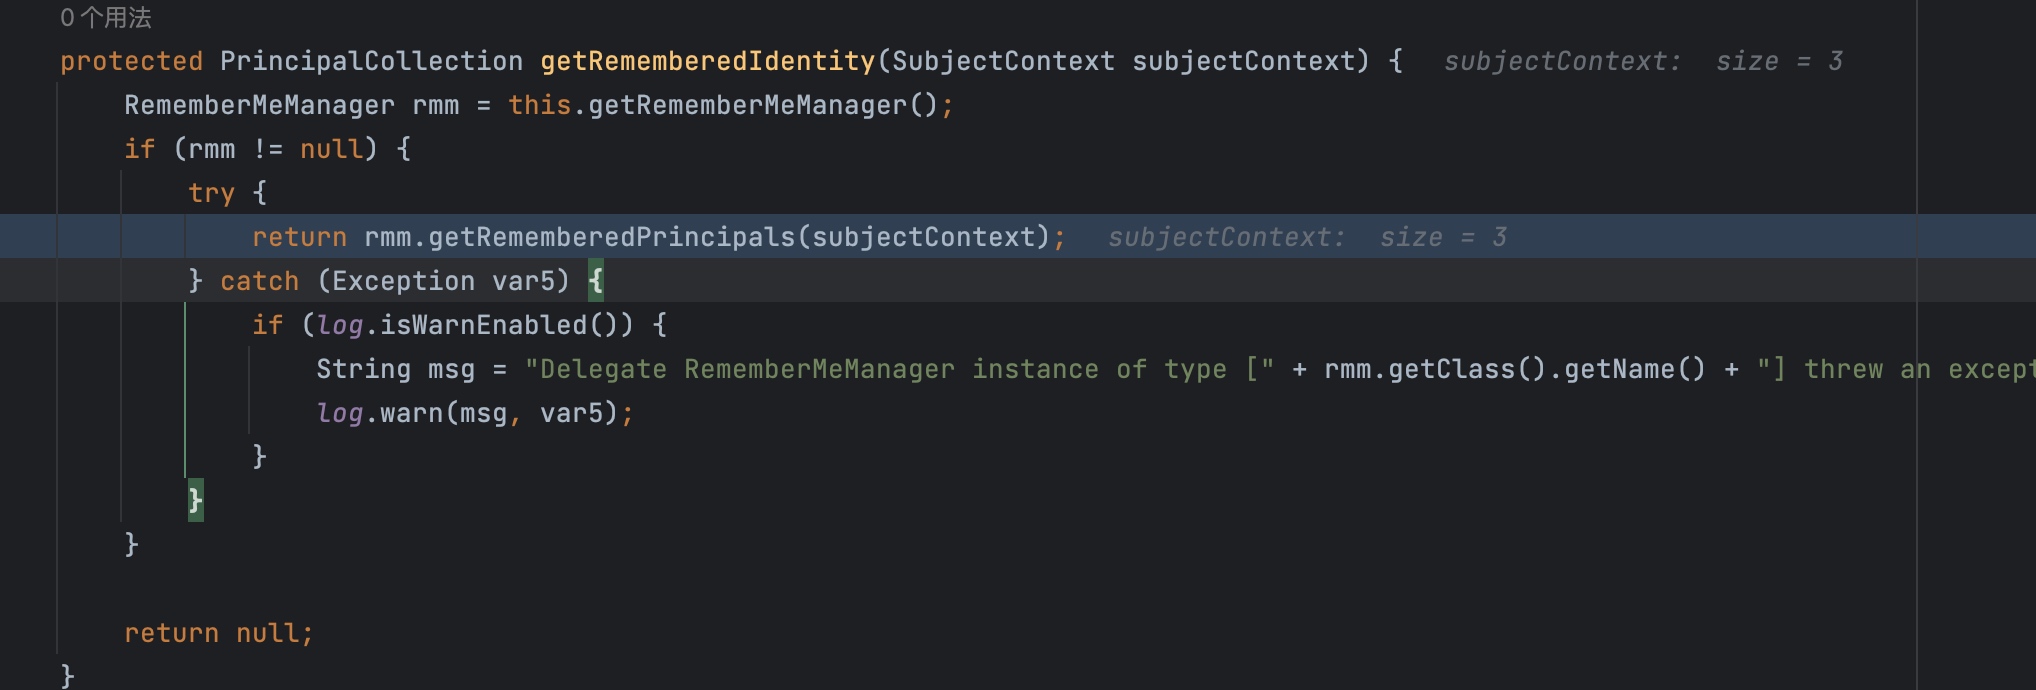 0 个用法
protected PrincipalCollection getRememberedIdentity(SubjectContext subjectContext) { subjectContext: size = 3
RememberMeManager rmm = this.getRememberMeManager();
if (rmm != null) {
try {
return rmm.getRememberedPrincipals(subjectContext); subjectContext: size = 3
} catch (Exception var5) {
if (log.isWarnEnabled()) {
String msg = "Delegate RememberMeManager instance of type [" + rmm.getClass().getName() + "] threw an except
log.warn(msg, var5);
}
}
}
return null;
}